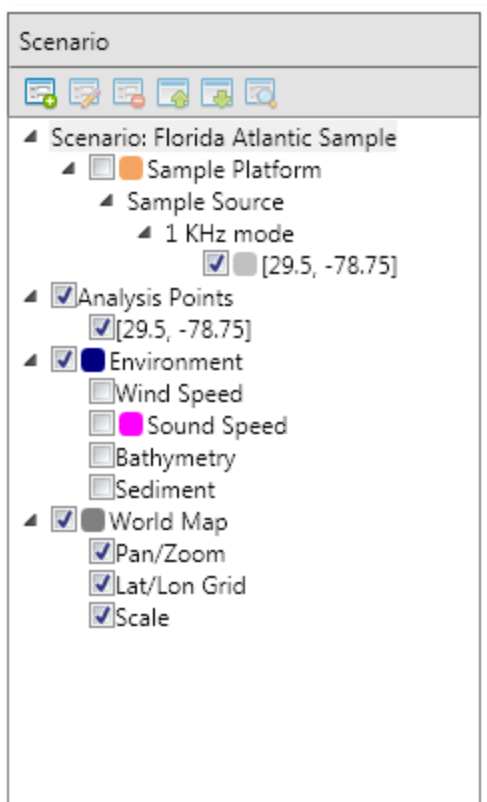 Scenario
Scenario: Florida Atlantic Sample
Sample Platform
Sample Source
1 KHz mode
[29.5, -78.75]
Analysis Points
[29.5, -78.75]
Environment
Wind Speed
Sound Speed
Bathymetry
Sediment
World Map
Pan/Zoom
Lat/Lon Grid
Scale